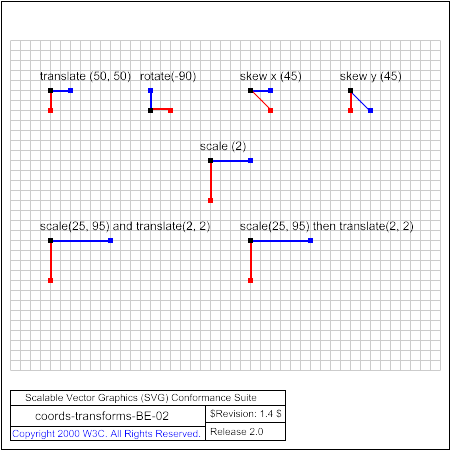 translate (50, 50) rotate(-90) skew x (45) skew y (45)
scale (2)
scale(25, 95) and translate(2, 2) scale(25, 95) then translate(2, 2)
Scalable Vector Graphics (SVG) Conformance Suite
coords-transforms-BE-02
$Revision: 1.4 $
Copyright 2000 W3C. All Rights Reserved.
Release 2.0